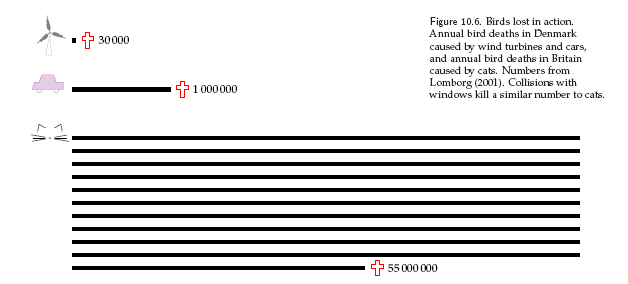 30 000
1 000 000
55 000 000
Figure 10.6. Birds lost in action.
Annual bird deaths in Denmark
caused by wind turbines and cars,
and annual bird deaths in Britain
caused by cats. Numbers from
Lomborg (2001). Collisions with
windows kill a similar number to cats.